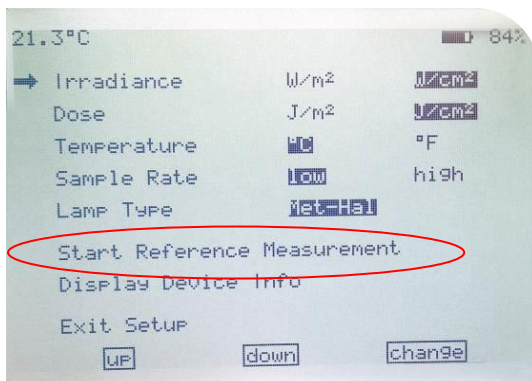 21.3°C 84%
Irradiance W/m² W/cm²
Dose J/m² J/cm²
Temperature °C °F
Sample Rate low high
Lamp Type Met-Hal
Start Reference Measurement
Display Device Info
Exit Setup
up down change